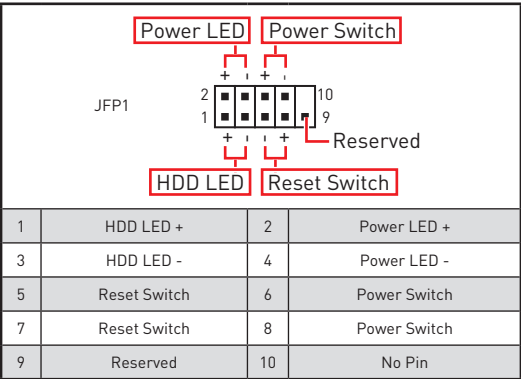 Power LED Power Switch
+ - + -
JFP1
2 10
1 9
+ - - +
Reserved
HDD LED Reset Switch
1 HDD LED + 2 Power LED +
3 HDD LED - 4 Power LED -
5 Reset Switch 6 Power Switch
7 Reset Switch 8 Power Switch
9 Reserved 10 No Pin